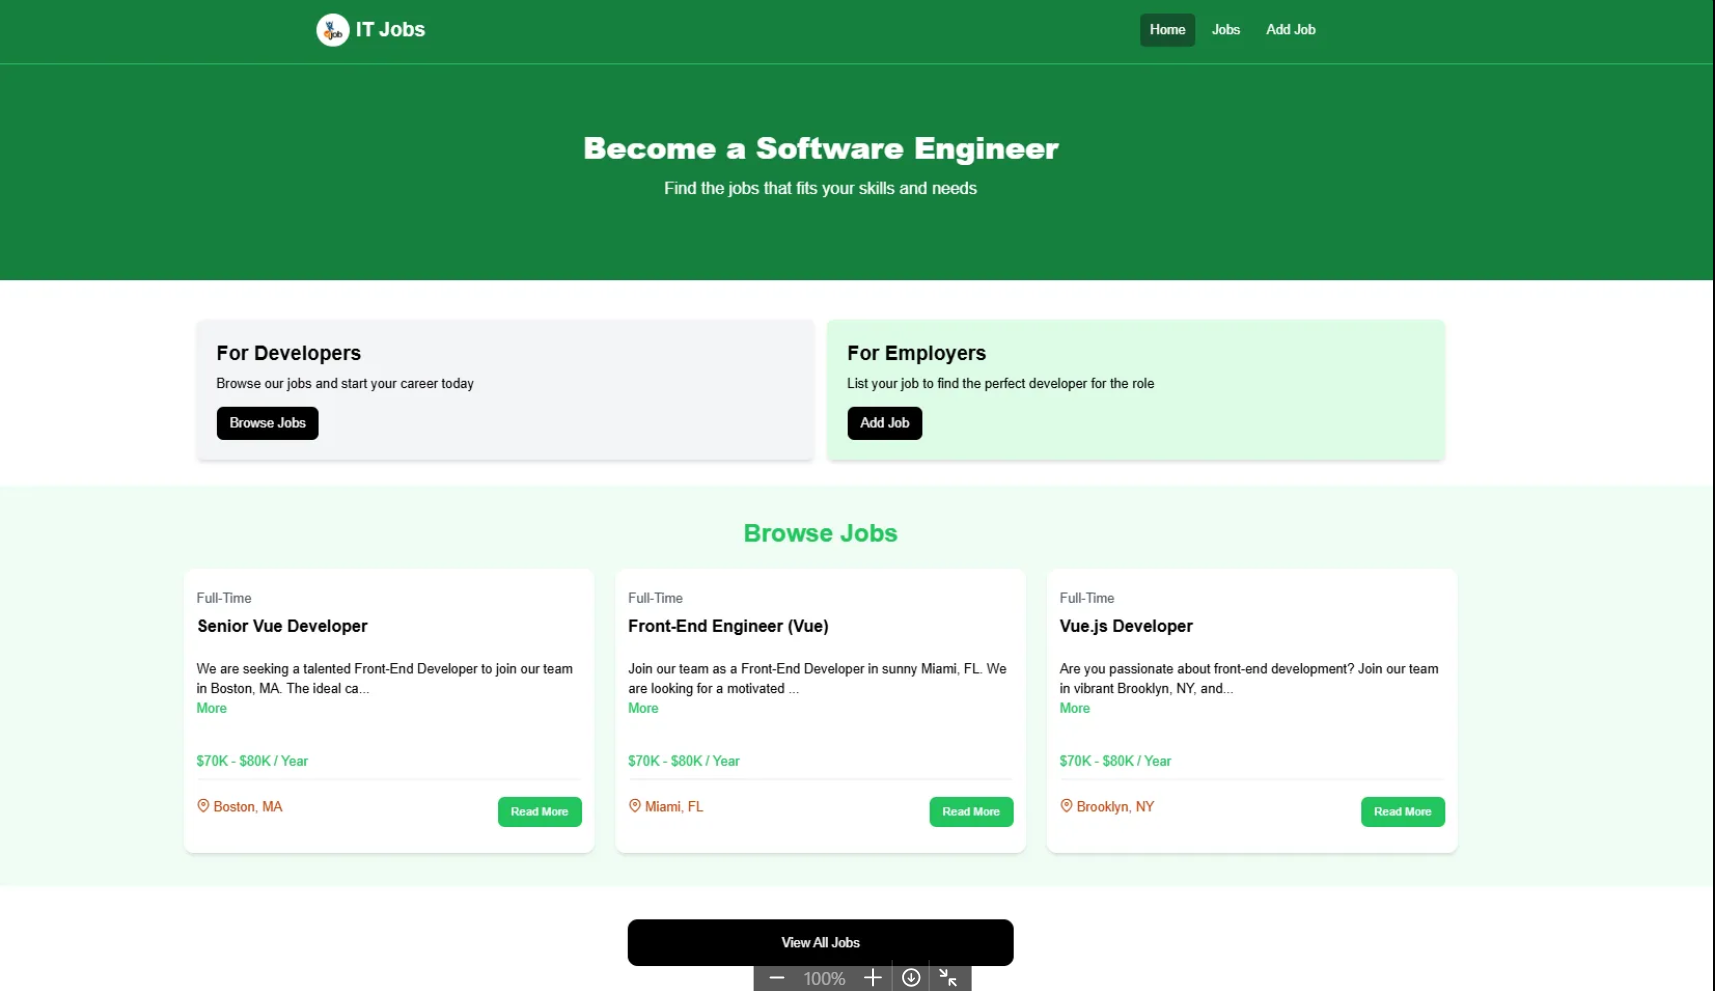 job
IT Jobs
Home
Jobs
Add Job
Become a Software Engineer
Find the jobs that fits your skills and needs
For Developers
Browse our jobs and start your career today
Browse Jobs
For Employers
List your job to find the perfect developer for the role
Add Job
Browse Jobs
Full-Time
Senior Vue Developer
We are seeking a talented Front-End Developer to join our team
in Boston, MA. The ideal ca...
More
$70K - $80K / Year
Boston, MA
Read More
Full-Time
Front-End Engineer (Vue)
Join our team as a Front-End Developer in sunny Miami, FL. We
are looking for a motivated ...
More
$70K - $80K / Year
Miami, FL
Read More
Full-Time
Vue.js Developer
Are you passionate about front-end development? Join our team
in vibrant Brooklyn, NY, and...
More
$70K - $80K / Year
Brooklyn, NY
Read More
View All Jobs
100%